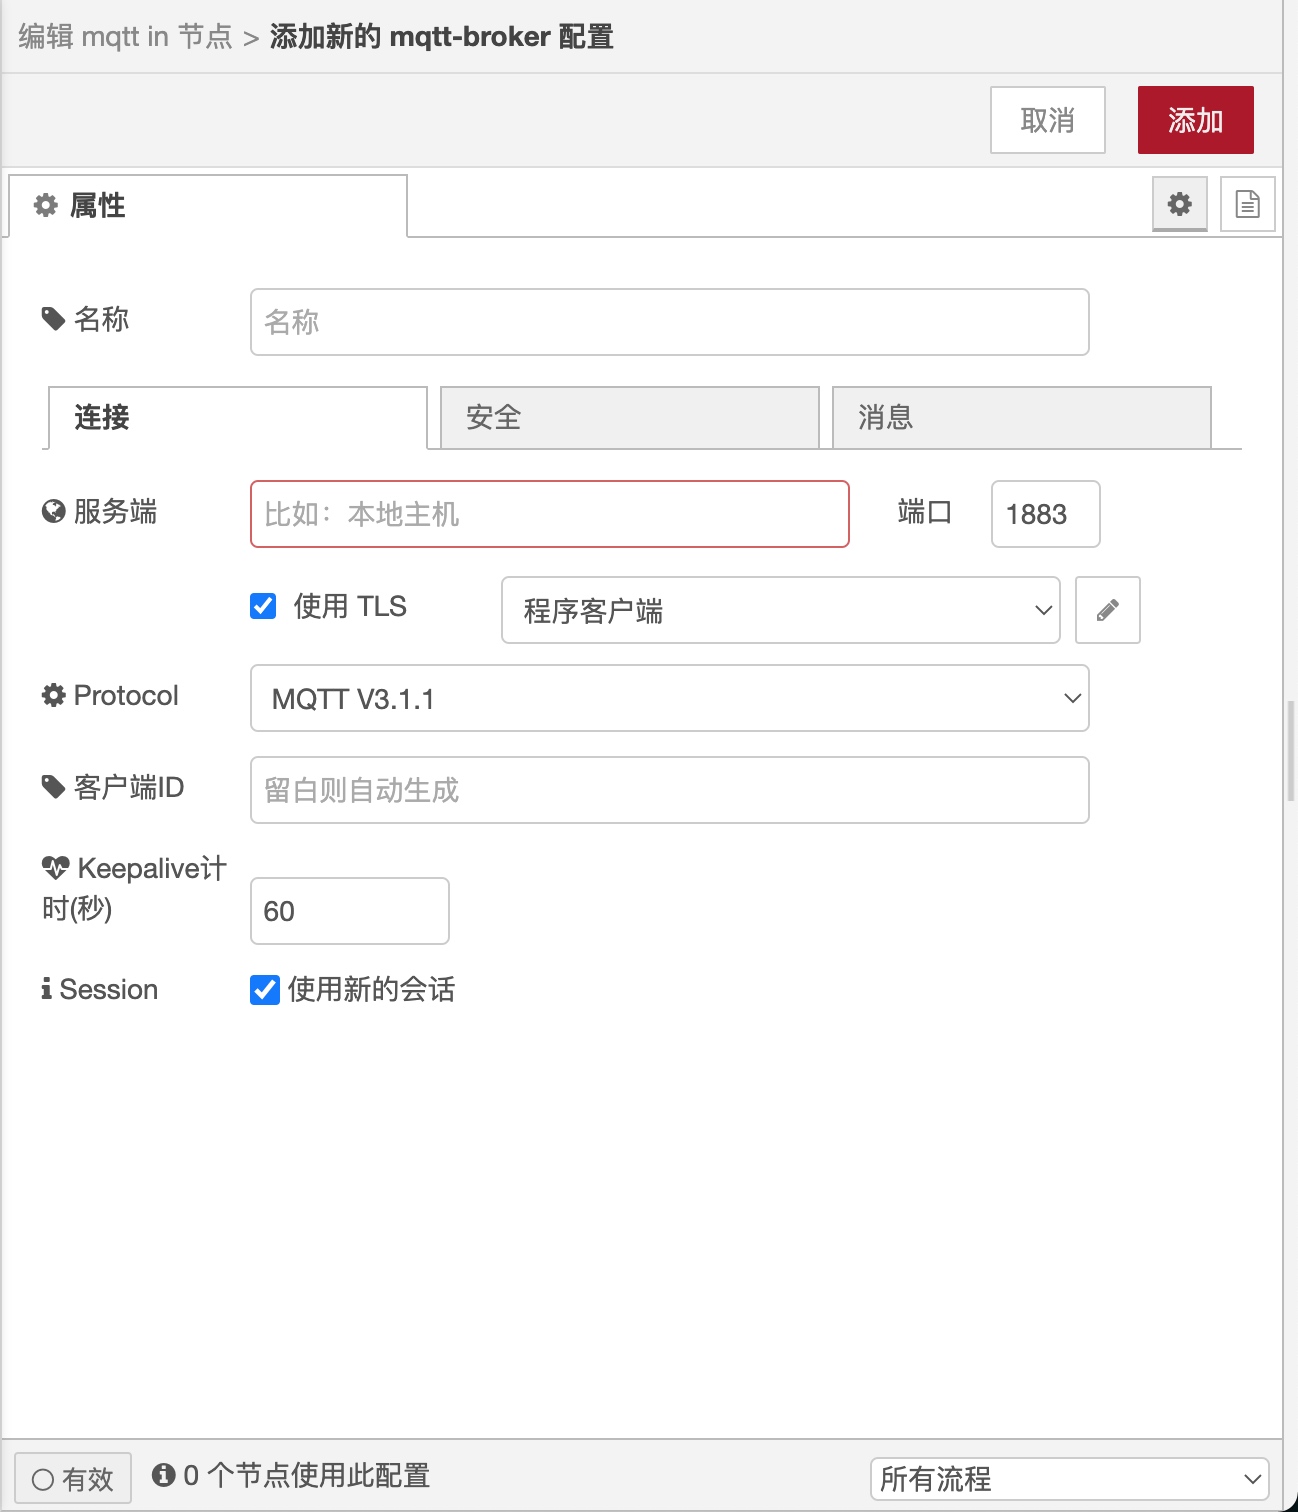 编辑 mqtt in 节点 > 添加新的 mqtt-broker 配置
取消 添加
属性
名称 名称
连接 安全 消息
服务端 比如：本地主机 端口 1883
使用 TLS 程序客户端
Protocol MQTT V3.1.1
客户端ID 留白则自动生成
Keepalive计
时(秒) 60
Session 使用新的会话
有效 0 个节点使用此配置 所有流程